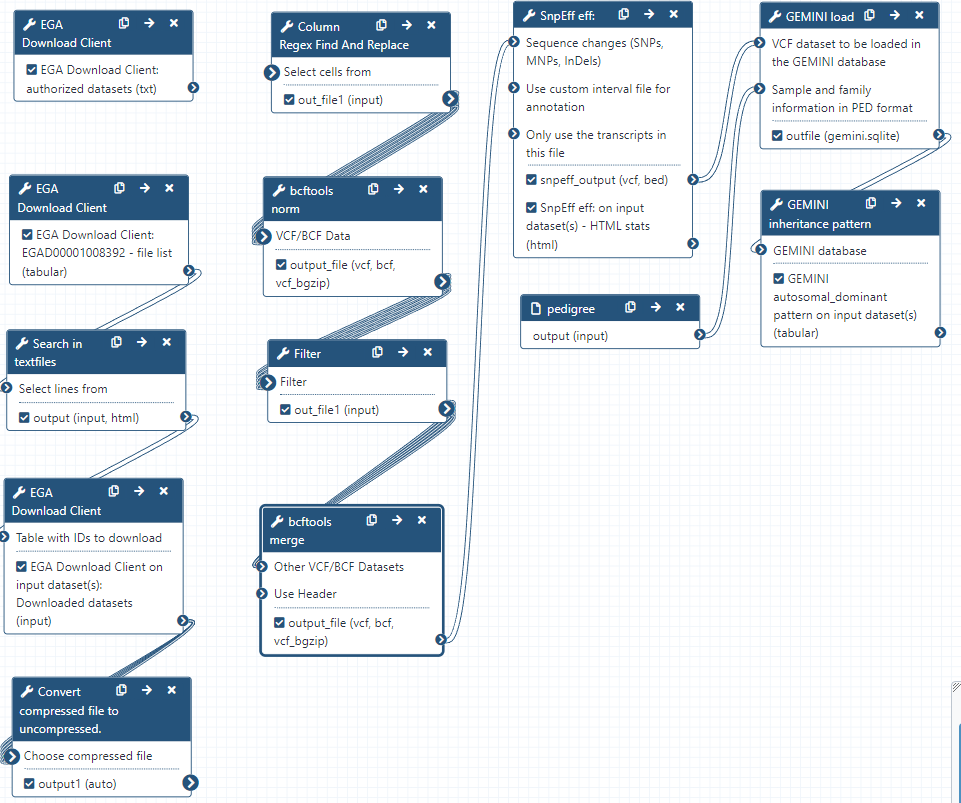 EGA
Download Client
EGA Download Client:
authorized datasets (txt)
EGA
Download Client
EGA Download Client:
EGAD00001008392 - file list
(tabular)
Search in
textfiles
Select lines from
output (input, html)
EGA
Download Client
Table with IDs to download
EGA Download Client on
input dataset(s):
Downloaded datasets
(input)
Convert
compressed file to
uncompressed.
Choose compressed file
output1 (auto)
Column
Regex Find And Replace
Select cells from
out_file1 (input)
bcftools
norm
VCF/BCF Data
output_file (vcf, bcf,
vcf_bgzip)
Filter
Filter
out_file1 (input)
bcftools
merge
Other VCF/BCF Datasets
Use Header
output_file (vcf, bcf,
vcf_bgzip)
SnpEff eff:
Sequence changes (SNPs,
MNPs, InDels)
Use custom interval file for
annotation
Only use the transcripts in
this file
snpeff_output (vcf, bed)
SnpEff eff: on input
dataset(s) - HTML stats
(html)
pedigree
output (input)
GEMINI load
VCF dataset to be loaded in
the GEMINI database
Sample and family
information in PED format
outfile (gemini.sqlite)
GEMINI
inheritance pattern
GEMINI database
GEMINI
autosomal_dominant
pattern on input dataset(s)
(tabular)